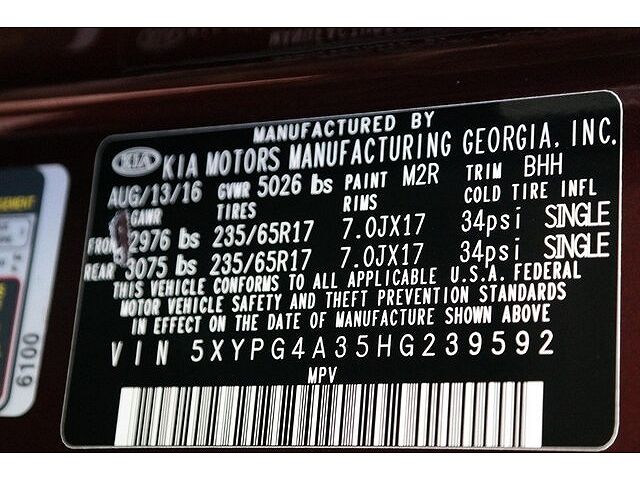 MANUFACTURED BY
KIA KIA MOTORS MANUFACTURING GEORGIA, INC.
AUG/13/16 GVWR 5026 lbs PAINT M2R TRIM BHH
GAWR TIRES RIMS COLD TIRE INFL
FRONT 2976 lbs 235/65R17 7.0JX17 34psi SINGLE
REAR 3075 lbs 235/65R17 7.0JX17 34psi SINGLE
THIS VEHICLE CONFORMS TO ALL APPLICABLE U.S.A. FEDERAL
MOTOR VEHICLE SAFETY AND THEFT PREVENTION STANDARDS
IN EFFECT ON THE DATE OF MANUFACTURE SHOWN ABOVE
VIN 5XYPG4A35HG239592
MPV
6100